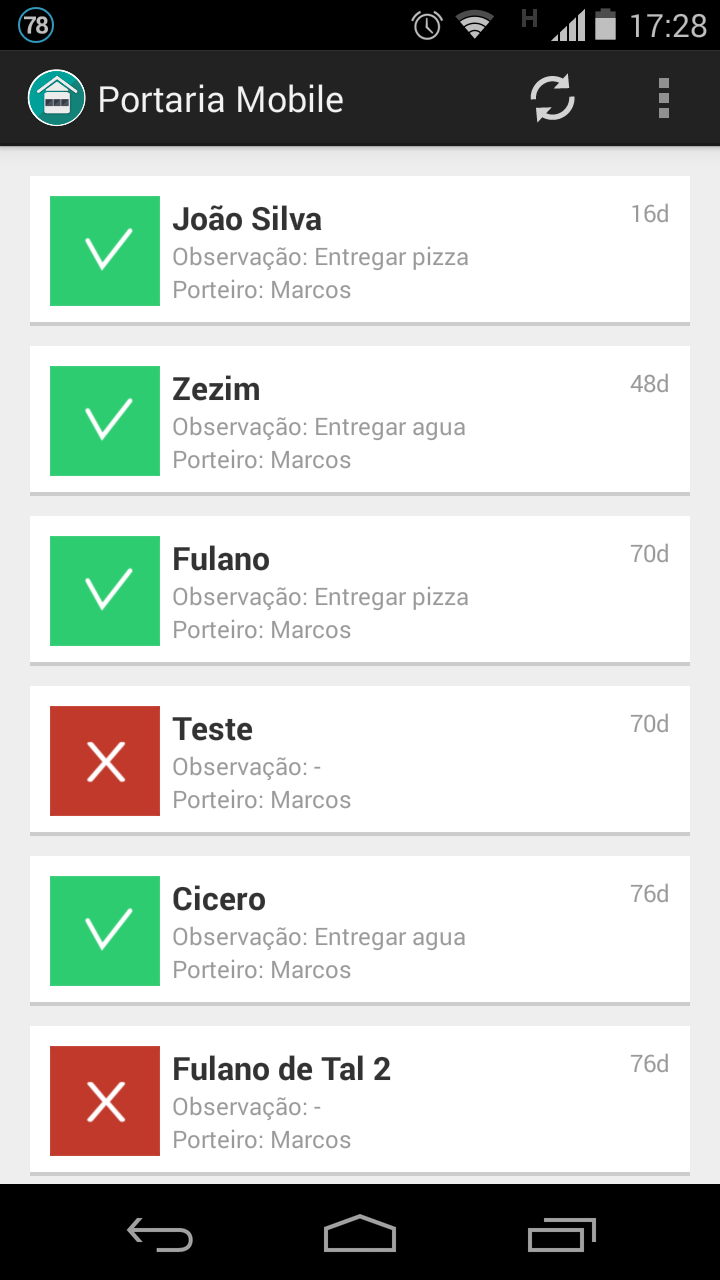 78
H
17:28
Portaria Mobile
João Silva
16d
Observação: Entregar pizza
Porteiro: Marcos
Zezim
48d
Observação: Entregar agua
Porteiro: Marcos
Fulano
70d
Observação: Entregar pizza
Porteiro: Marcos
Teste
70d
Observação: -
Porteiro: Marcos
Cicero
76d
Observação: Entregar agua
Porteiro: Marcos
Fulano de Tal 2
76d
Observação: -
Porteiro: Marcos